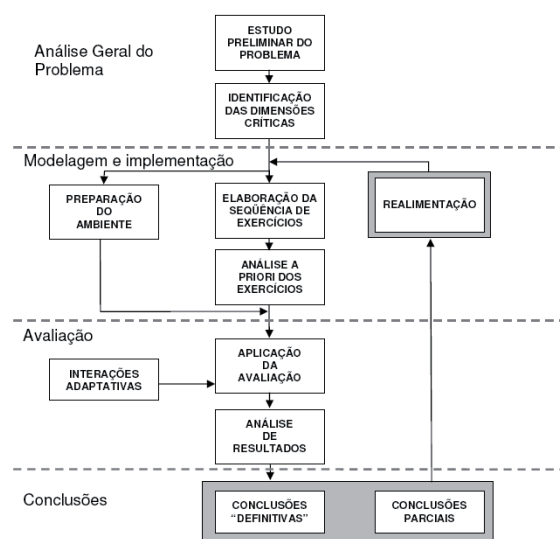 Análise Geral do
Problema
ESTUDO
PRELIMINAR DO
PROBLEMA
IDENTIFICAÇÃO
DAS DIMENSÕES
CRÍTICAS
Modelagem e implementação
PREPARAÇÃO
DO
AMBIENTE
ELABORAÇÃO DA
SEQÜÊNCIA DE
EXERCÍCIOS
REALIMENTAÇÃO
ANÁLISE A
PRIORI DOS
EXERCÍCIOS
Avaliação
INTERAÇÕES
ADAPTATIVAS
APLICAÇÃO
DA
AVALIAÇÃO
ANÁLISE
DE
RESULTADOS
Conclusões
CONCLUSÕES
“DEFINITIVAS”
CONCLUSÕES
PARCIAIS